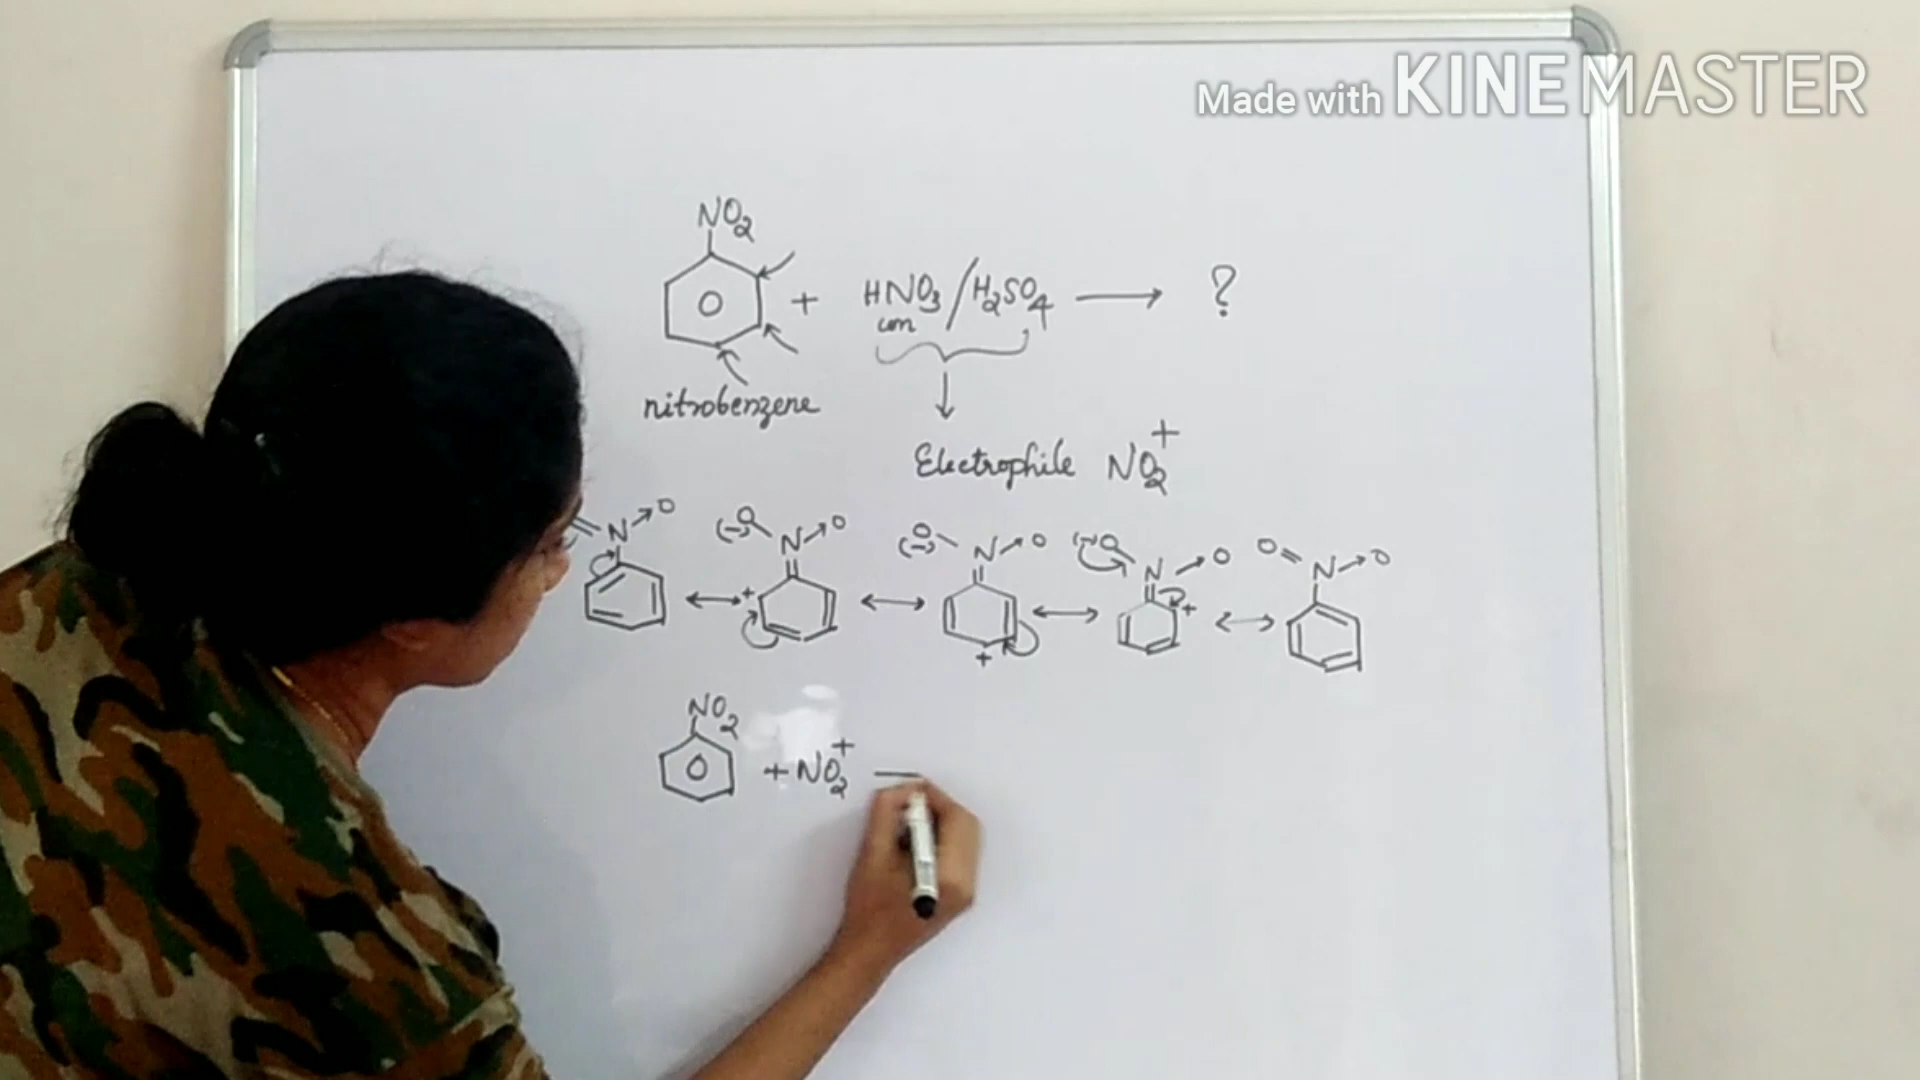 Made with KINEMASTER
NO2
+ HNO3/H2SO4 → ?
con
nitrobenzene
Electrophile NO2+
N→O ↔ (-)O N→O + ↔ (-)O N→O + ↔ (-)O N→O + ↔ O=N→O
NO2
+ NO2+